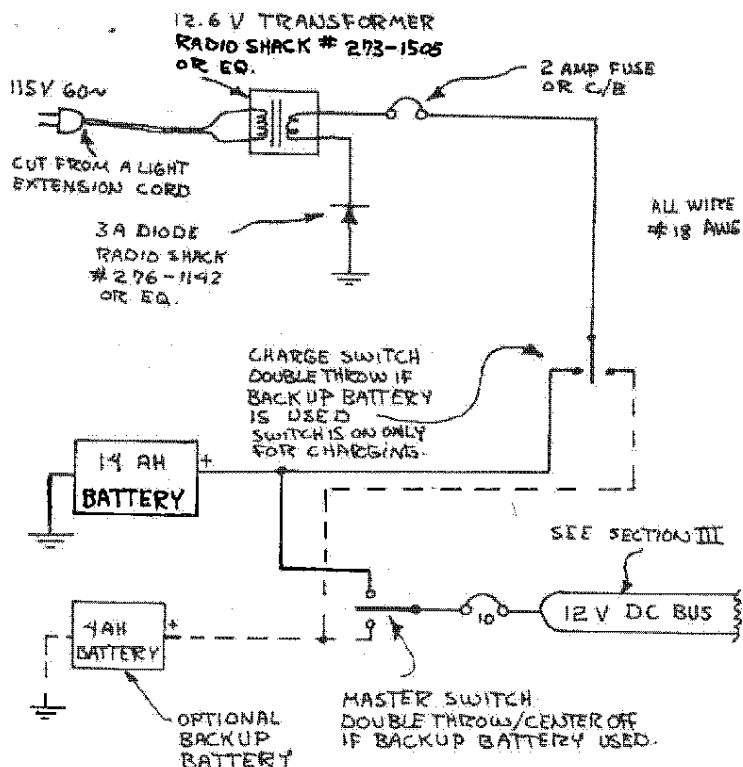 12.6 V TRANSFORMER
RADIO SHACK # 273-1505
OR EQ.
2 AMP FUSE
OR C/B
115V 60~
CUT FROM A LIGHT
EXTENSION CORD
3A DIODE
RADIO SHACK
# 276-1142
OR EQ.
ALL WIRE
#18 AWG
CHARGE SWITCH
DOUBLE THROW IF
BACKUP BATTERY
IS USED
SWITCH IS ON ONLY
FOR CHARGING.
14 AH
BATTERY
+
SEE SECTION III
10
12 V DC BUS
4AH
BATTERY
+
OPTIONAL
BACKUP
BATTERY
MASTER SWITCH
DOUBLE THROW/CENTER OFF
IF BACKUP BATTERY USED.